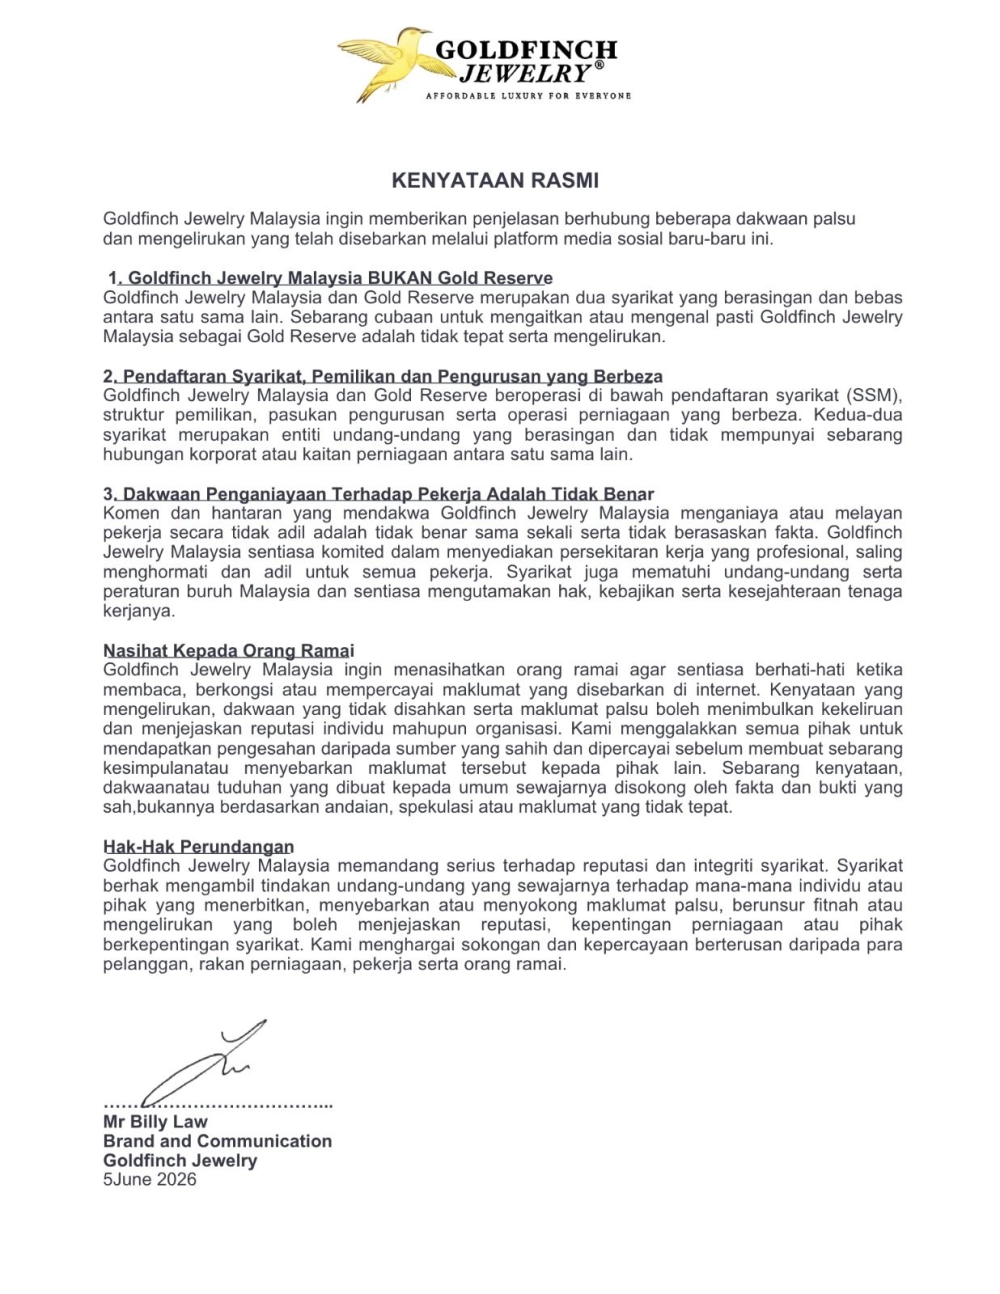 GOLDFINCH
JEWELRY®
AFFORDABLE LUXURY FOR EVERYONE
KENYATAAN RASMI
Goldfinch Jewelry Malaysia ingin memberikan penjelasan berhubung beberapa dakwaan palsu
dan mengelirukan yang telah disebarkan melalui platform media sosial baru-baru ini.
1. Goldfinch Jewelry Malaysia BUKAN Gold Reserve
Goldfinch Jewelry Malaysia dan Gold Reserve merupakan dua syarikat yang berasingan dan bebas
antara satu sama lain. Sebarang cubaan untuk mengaitkan atau mengenal pasti Goldfinch Jewelry
Malaysia sebagai Gold Reserve adalah tidak tepat serta mengelirukan.
2. Pendaftaran Syarikat, Pemilikan dan Pengurusan yang Berbeza
Goldfinch Jewelry Malaysia dan Gold Reserve beroperasi di bawah pendaftaran syarikat (SSM),
struktur pemilikan, pasukan pengurusan serta operasi perniagaan yang berbeza. Kedua-dua
syarikat merupakan entiti undang-undang yang berasingan dan tidak mempunyai sebarang
hubungan korporat atau kaitan perniagaan antara satu sama lain.
3. Dakwaan Penganiayaan Terhadap Pekerja Adalah Tidak Benar
Komen dan hantaran yang mendakwa Goldfinch Jewelry Malaysia menganiaya atau melayan
pekerja secara tidak adil adalah tidak benar sama sekali serta tidak berasaskan fakta. Goldfinch
Jewelry Malaysia sentiasa komited dalam menyediakan persekitaran kerja yang profesional, saling
menghormati dan adil untuk semua pekerja. Syarikat juga mematuhi undang-undang serta
peraturan buruh Malaysia dan sentiasa mengutamakan hak, kebajikan serta kesejahteraan tenaga
kerjanya.
Nasihat Kepada Orang Ramai
Goldfinch Jewelry Malaysia ingin menasihatkan orang ramai agar sentiasa berhati-hati ketika
membaca, berkongsi atau mempercayai maklumat yang disebarkan di internet. Kenyataan yang
mengelirukan, dakwaan yang tidak disahkan serta maklumat palsu boleh menimbulkan kekeliruan
dan menjejaskan reputasi individu mahupun organisasi. Kami menggalakkan semua pihak untuk
mendapatkan pengesahan daripada sumber yang sahih dan dipercayai sebelum membuat sebarang
kesimpulanatau menyebarkan maklumat tersebut kepada pihak lain. Sebarang kenyataan,
dakwaanatau tuduhan yang dibuat kepada umum sewajarnya disokong oleh fakta dan bukti yang
sah,bukannya berdasarkan andaian, spekulasi atau maklumat yang tidak tepat.
Hak-Hak Perundangan
Goldfinch Jewelry Malaysia memandang serius terhadap reputasi dan integriti syarikat. Syarikat
berhak mengambil tindakan undang-undang yang sewajarnya terhadap mana-mana individu atau
pihak yang menerbitkan, menyebarkan atau menyokong maklumat palsu, berunsur fitnah atau
mengelirukan yang boleh menjejaskan reputasi, kepentingan perniagaan atau pihak
berkepentingan syarikat. Kami menghargai sokongan dan kepercayaan berterusan daripada para
pelanggan, rakan perniagaan, pekerja serta orang ramai.
Mr Billy Law
Brand and Communication
Goldfinch Jewelry
5June 2026